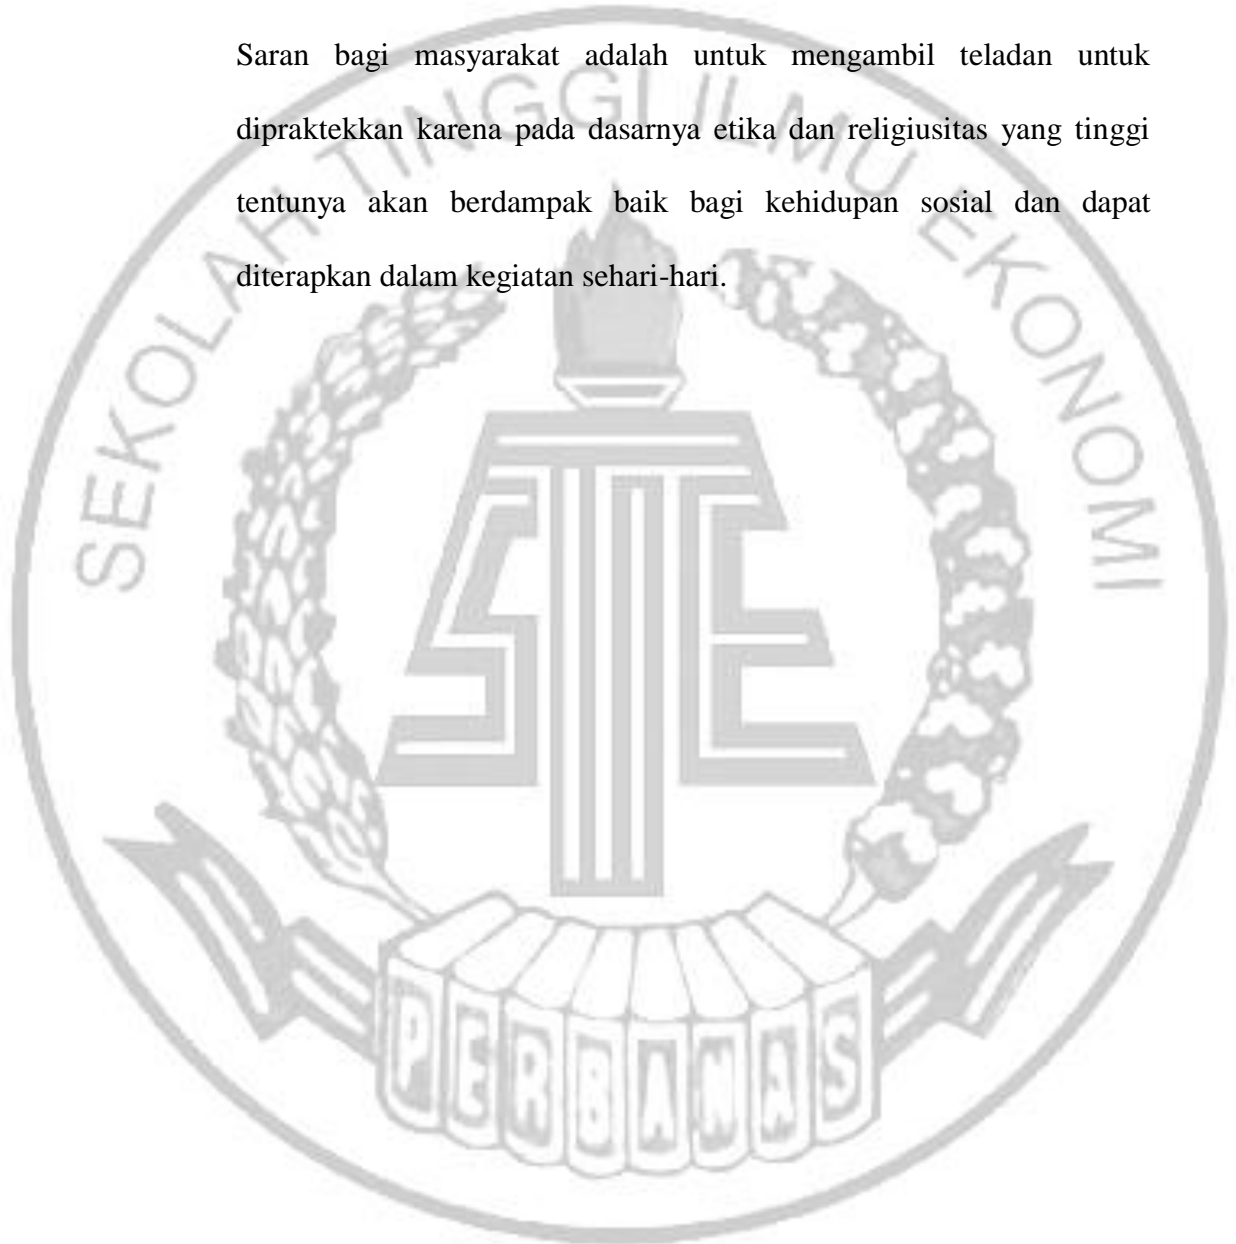 Saran bagi masyarakat adalah untuk mengambil teladan untuk
dipraktekkan karena pada dasarnya etika dan religiusitas yang tinggi
tentunya akan berdampak baik bagi kehidupan sosial dan dapat
diterapkan dalam kegiatan sehari-hari.
SEKOLAH TINGGI ILMU EKONOMI
STIE
PERBANAS